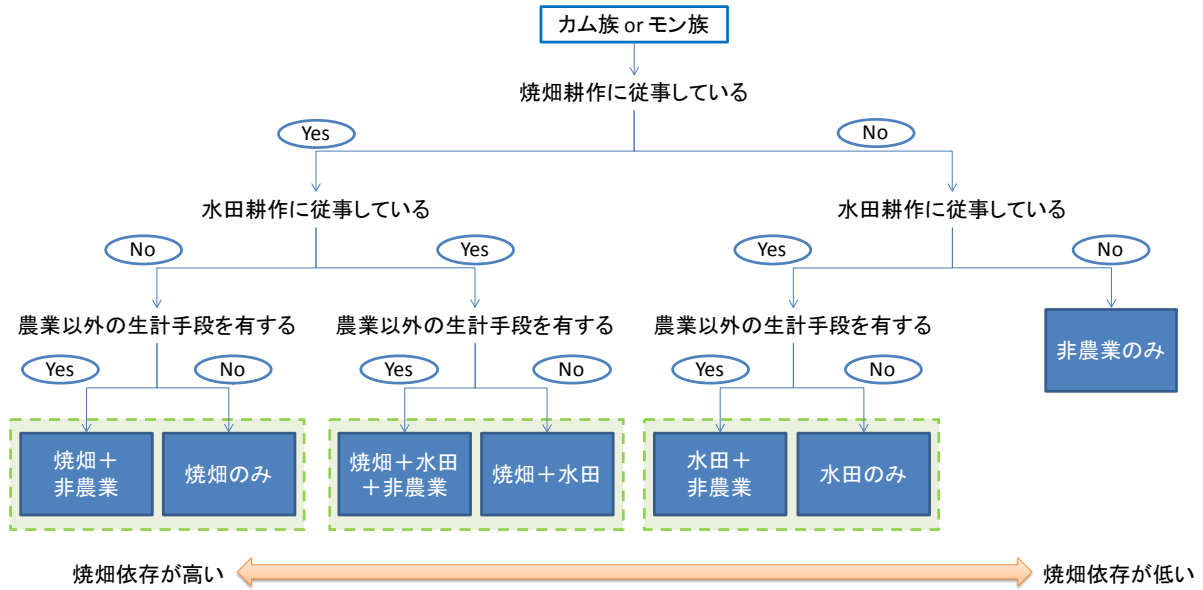 カム族 or モン族
焼畑耕作に従事している
Yes
No
水田耕作に従事している
水田耕作に従事している
No
Yes
Yes
No
農業以外の生計手段を有する
農業以外の生計手段を有する
農業以外の生計手段を有する
非農業のみ
Yes
No
Yes
No
Yes
No
焼畑＋
非農業
焼畑のみ
焼畑＋水田
＋非農業
焼畑＋水田
水田＋
非農業
水田のみ
焼畑依存が高い
焼畑依存が低い